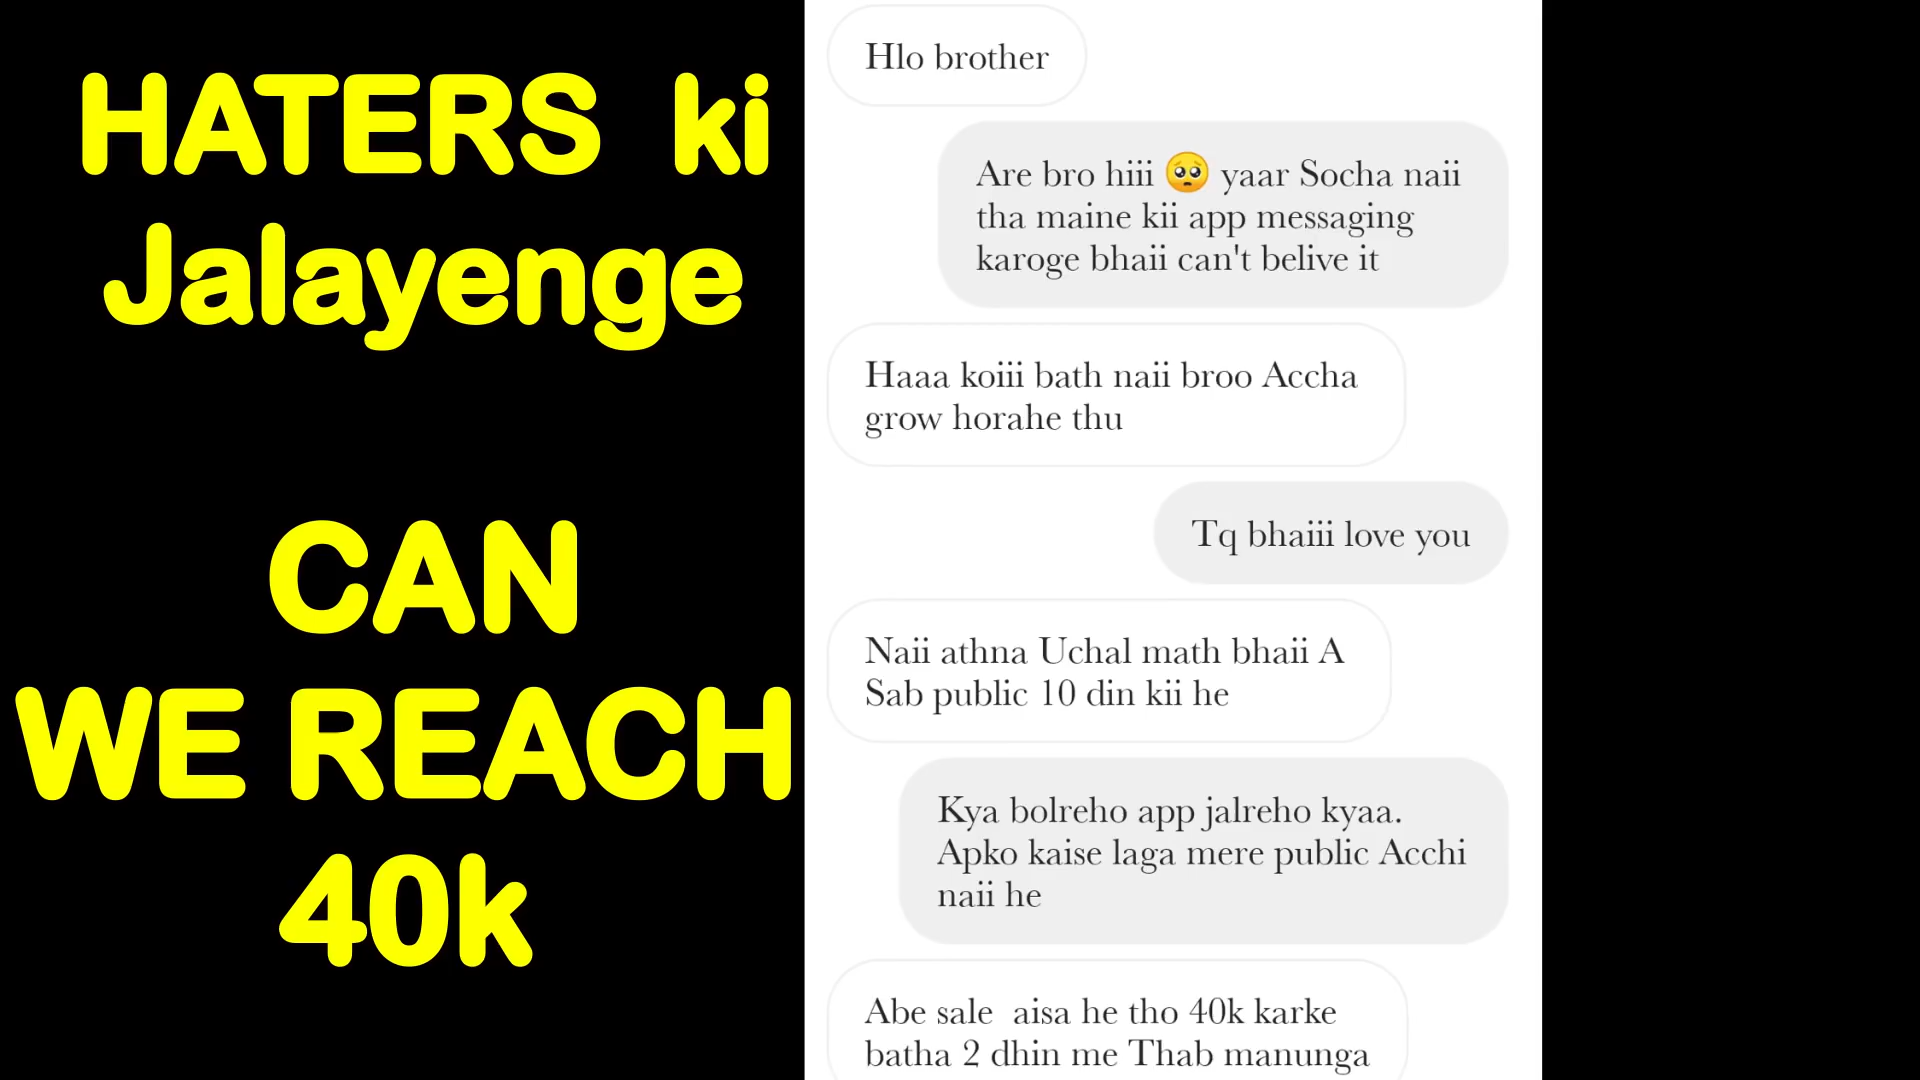 HATERS ki
Jalayenge
CAN
WE REACH
40k
Hlo brother
Are bro hiii 🥺 yaar Socha naii
tha maine kii app messaging
karoge bhaii can't belive it
Haaa koiii bath naii broo Accha
grow horahe thu
Tq bhaiii love you
Naii athna Uchal math bhaii A
Sab public 10 din kii he
Kya bolreho app jalreho kyaa.
Apko kaise laga mere public Acchi
naii he
Abe sale aisa he tho 40k karke
batha 2 dhin me Thab manunga